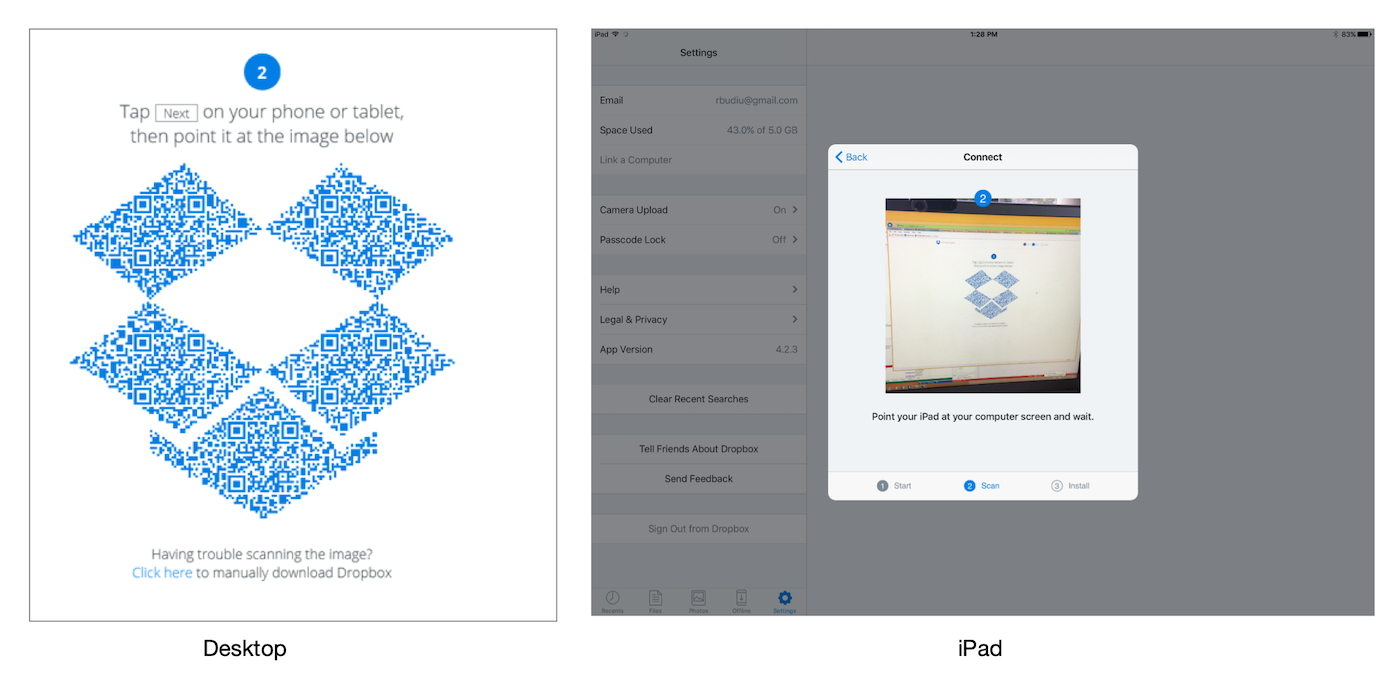 2
Tap Next on your phone or tablet,
then point it at the image below
Having trouble scanning the image?
Click here to manually download Dropbox
Desktop
iPad
1:28 PM
83%
Settings
Email
rbudiu@gmail.com
Space Used
43.0% of 5.0 GB
Link a Computer
Camera Upload
On
Passcode Lock
Off
Help
Legal & Privacy
App Version
4.2.3
Clear Recent Searches
Tell Friends About Dropbox
Send Feedback
Sign Out from Dropbox
Recents
Files
Photos
Offline
Settings
Back
Connect
2
Point your iPad at your computer screen and wait.
1 Start
2 Scan
3 Install
iPad